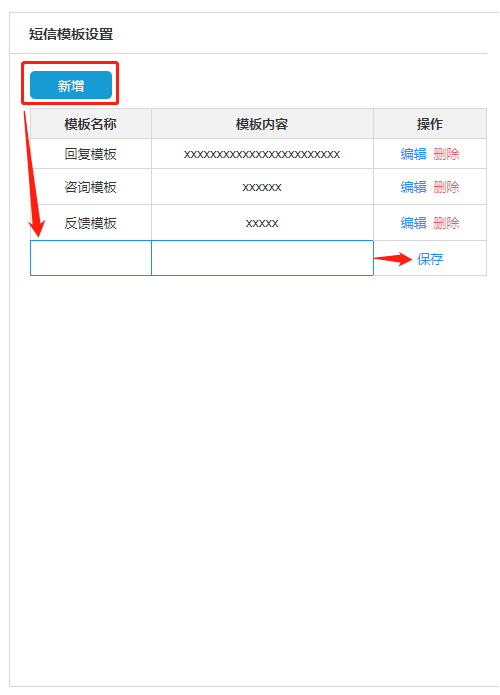 短信模板设置
新增
模板名称 模板内容 操作
回复模板 xxxxxxxxxxxxxxxxxxxxxxxx 编辑 删除
咨询模板 xxxxxx 编辑 删除
反馈模板 xxxxx 编辑 删除
保存